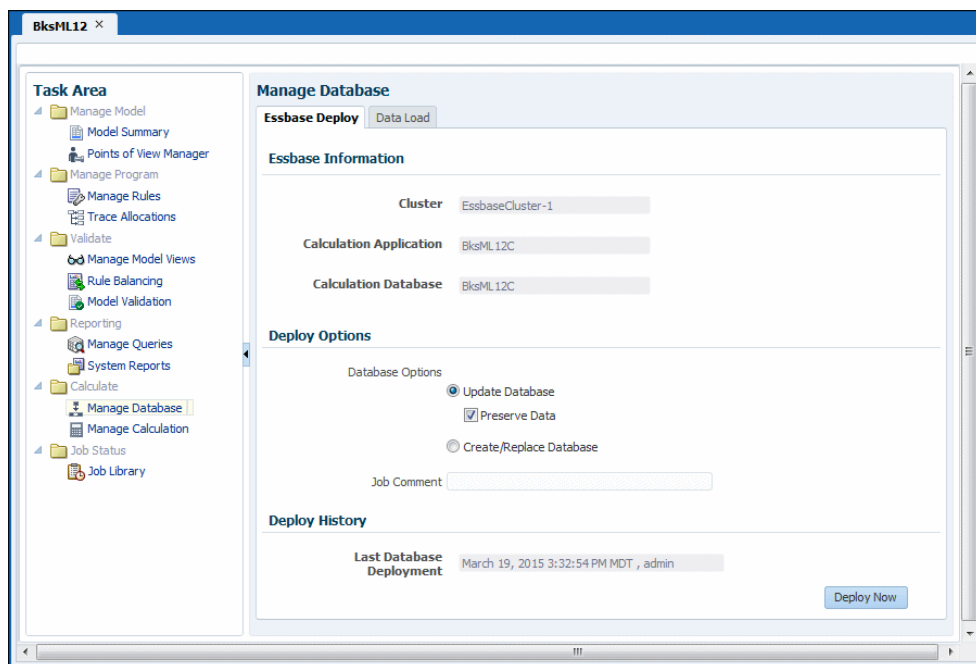 BksML12 ×
Task Area
Manage Model
Model Summary
Points of View Manager
Manage Program
Manage Rules
Trace Allocations
Validate
Manage Model Views
Rule Balancing
Model Validation
Reporting
Manage Queries
System Reports
Calculate
Manage Database
Manage Calculation
Job Status
Job Library
Manage Database
Essbase Deploy Data Load
Essbase Information
Cluster EssbaseCluster-1
Calculation Application BksML12C
Calculation Database BksML12C
Deploy Options
Database Options
Update Database
Preserve Data
Create/Replace Database
Job Comment
Deploy History
Last Database
Deployment March 19, 2015 3:32:54 PM MDT , admin
Deploy Now